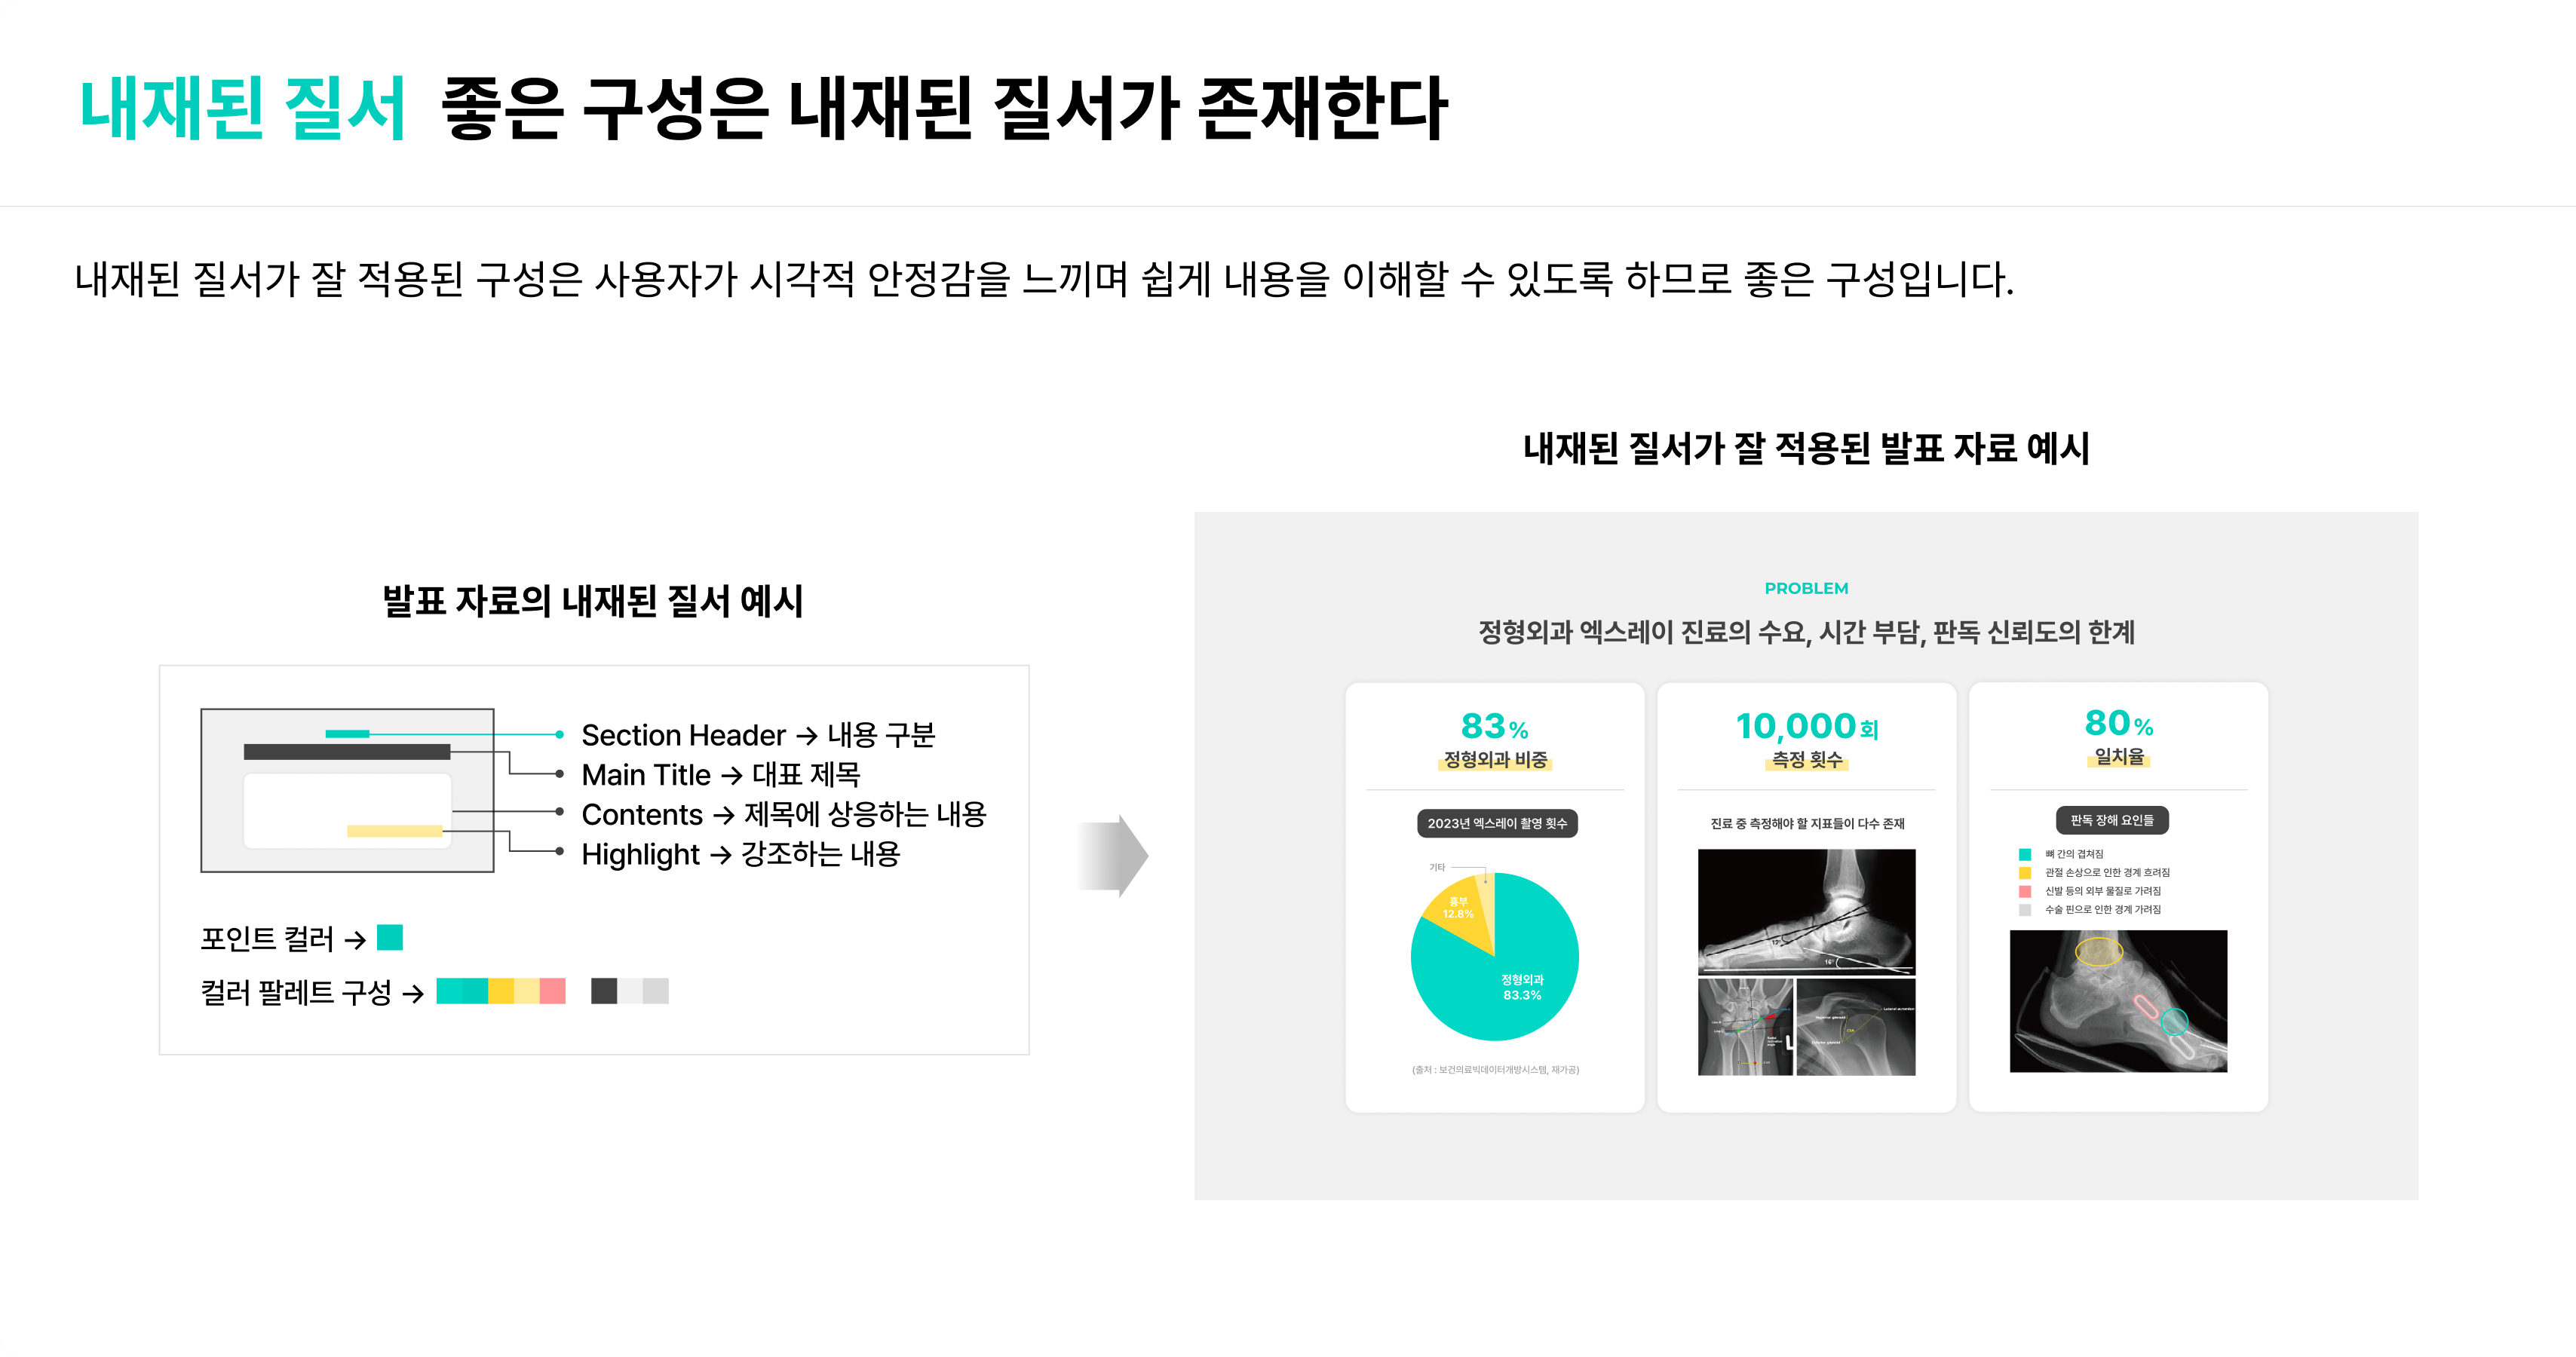 내재된 질서 좋은 구성은 내재된 질서가 존재한다
내재된 질서가 잘 적용된 구성은 사용자가 시각적 안정감을 느끼며 쉽게 내용을 이해할 수 있도록 하므로 좋은 구성입니다.
발표 자료의 내재된 질서 예시
Section Header → 내용 구분
Main Title → 대표 제목
Contents → 제목에 상응하는 내용
Highlight → 강조하는 내용
포인트 컬러 →
컬러 팔레트 구성 →
내재된 질서가 잘 적용된 발표 자료 예시
PROBLEM
정형외과 엑스레이 진료의 수요, 시간 부담, 판독 신뢰도의 한계
83%
정형외과 비중
2023년 엑스레이 촬영 횟수
기타
흉부
12.8%
정형외과
83.3%
(출처 : 보건의료빅데이터개방시스템, 재가공)
10,000회
측정 횟수
진료 중 측정해야 할 지표들이 다수 존재
17°
16°
L
80%
일치율
판독 장해 요인들
뼈 간의 겹쳐짐
관절 손상으로 인한 경계 흐려짐
신발 등의 외부 물질로 가려짐
수술 핀으로 인한 경계 가려짐